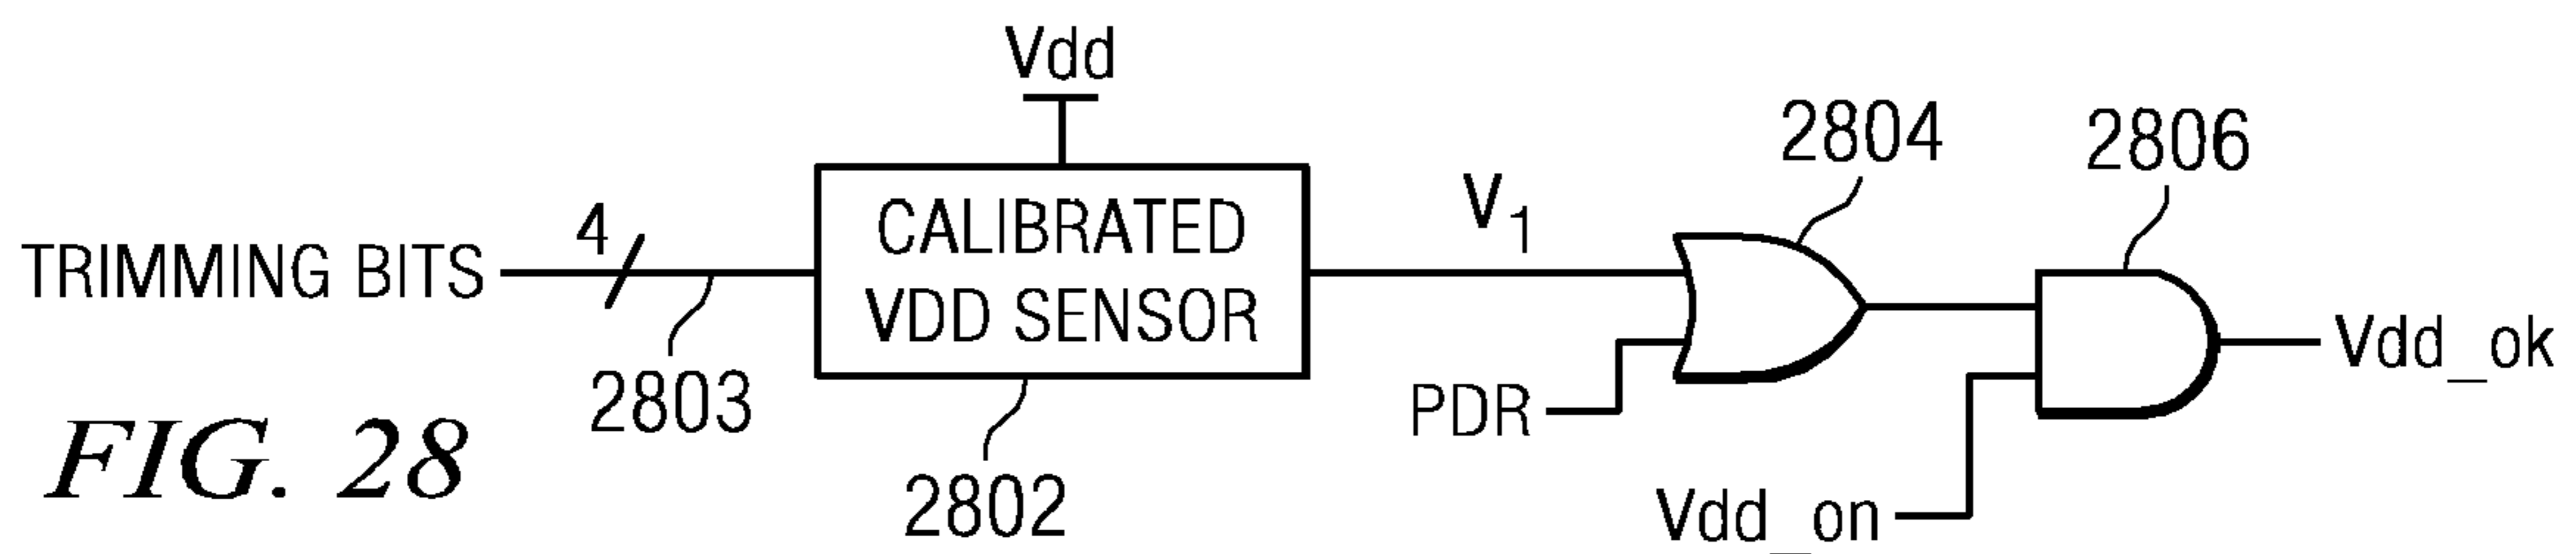 Vdd
2804
2806
4
TRIMMING BITS
CALIBRATED
VDD SENSOR
V1
2803
PDR
Vdd_ok
FIG. 28
2802
Vdd_on